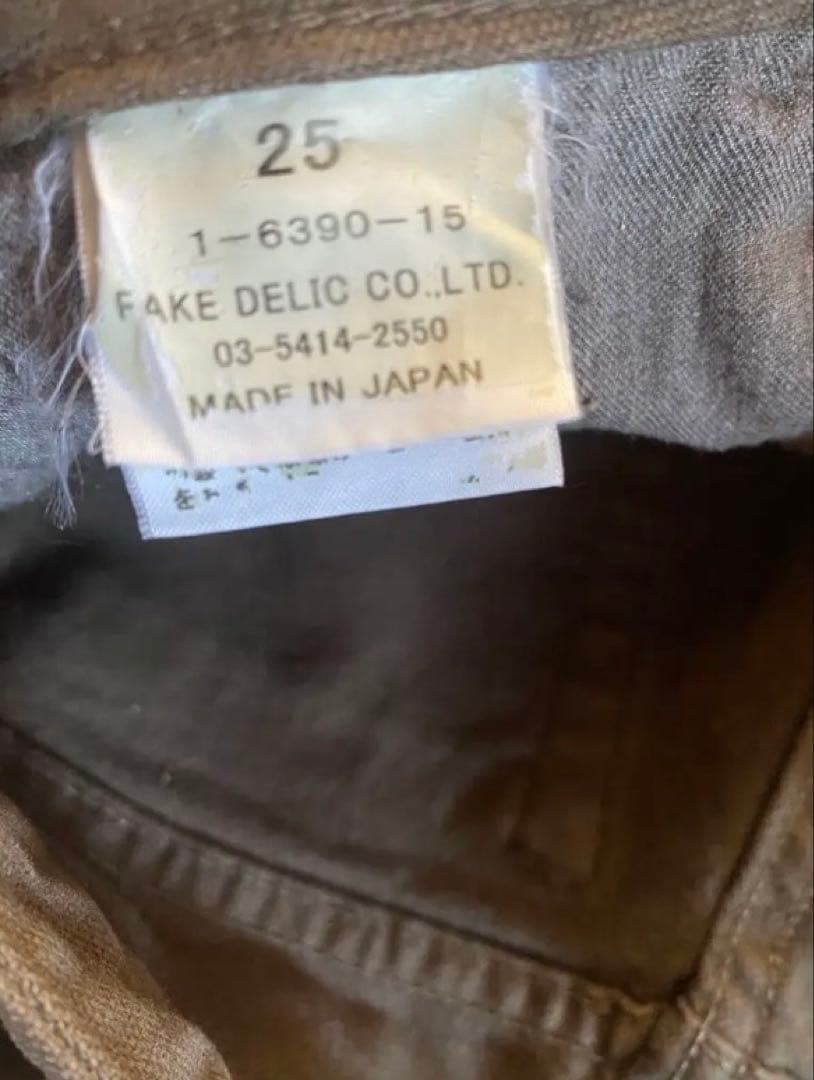 25
1-6390-15
FAKE DELIC CO.,LTD.
03-5414-2550
MADE IN JAPAN